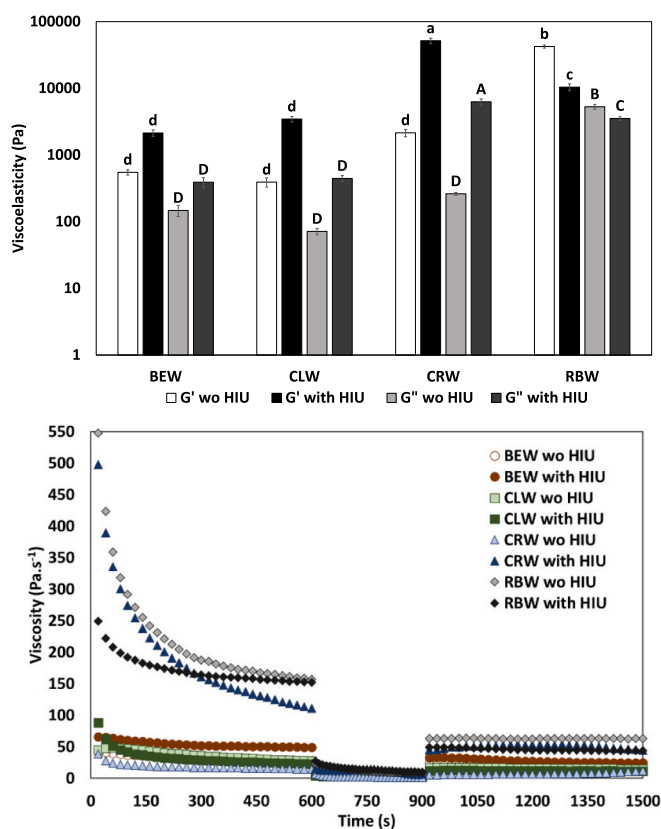 100000
10000
1000
100
10
1
Viscoelasticity (Pa)
d d D D
d d D D
d a D A
b c B C
BEW CLW CRW RBW
G' wo HIU G' with HIU G" wo HIU G" with HIU
550
500
450
400
350
300
250
200
150
100
50
0
Viscosity (Pa.s⁻¹)
BEW wo HIU
BEW with HIU
CLW wo HIU
CLW with HIU
CRW wo HIU
CRW with HIU
RBW wo HIU
RBW with HIU
0 150 300 450 600 750 900 1050 1200 1350 1500
Time (s)